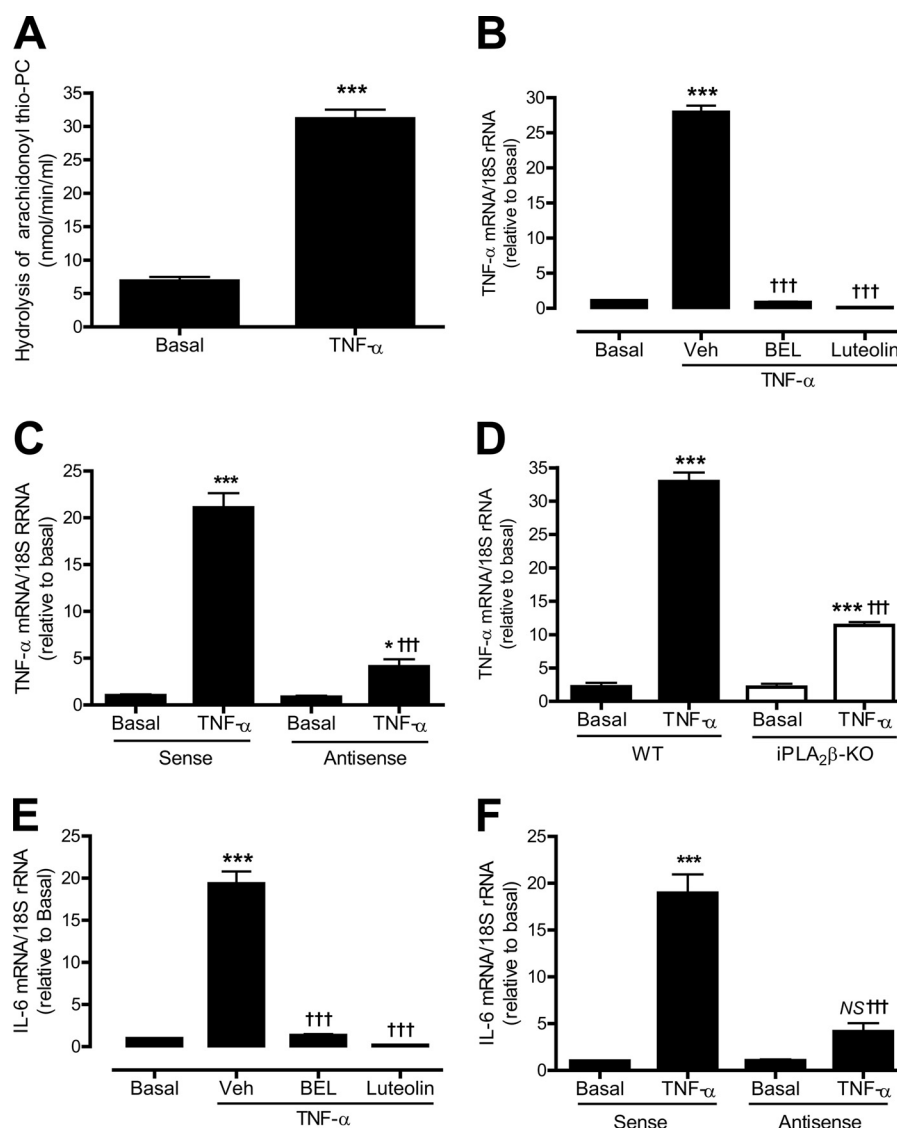 A
Hydrolysis of arachidonoyl thio-PC
(nmol/min/ml)
35
30
25
20
15
10
5
0
***
Basal
TNF-α
B
TNF-α mRNA/18S rRNA
(relative to basal)
30
25
20
15
10
5
0
***
†††
†††
Basal
Veh
BEL
Luteolin
TNF-α
C
TNF-α mRNA/18S RRNA
(relative to basal)
25
20
15
10
5
0
***
* †††
Basal
TNF-α
Basal
TNF-α
Sense
Antisense
D
TNF-α mRNA/18S rRNA
(relative to basal)
35
30
25
20
15
10
5
0
***
*** †††
Basal
TNF-α
Basal
TNF-α
WT
iPLA₂β-KO
E
IL-6 mRNA/18S rRNA
(relative to Basal)
25
20
15
10
5
0
***
†††
†††
Basal
Veh
BEL
Luteolin
TNF-α
F
IL-6 mRNA/18S rRNA
(relative to basal)
25
20
15
10
5
0
***
NS†††
Basal
TNF-α
Basal
TNF-α
Sense
Antisense